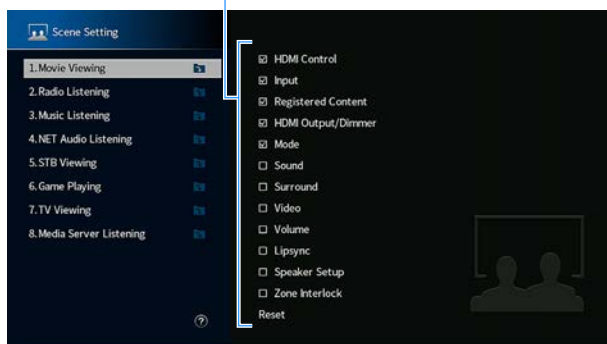 Scene Setting
1.Movie Viewing
2.Radio Listening
3.Music Listening
4.NET Audio Listening
5.STB Viewing
6.Game Playing
7.TV Viewing
8.Media Server Listening
?
HDMI Control
Input
Registered Content
HDMI Output/Dimmer
Mode
Sound
Surround
Video
Volume
Lipsync
Speaker Setup
Zone Interlock
Reset